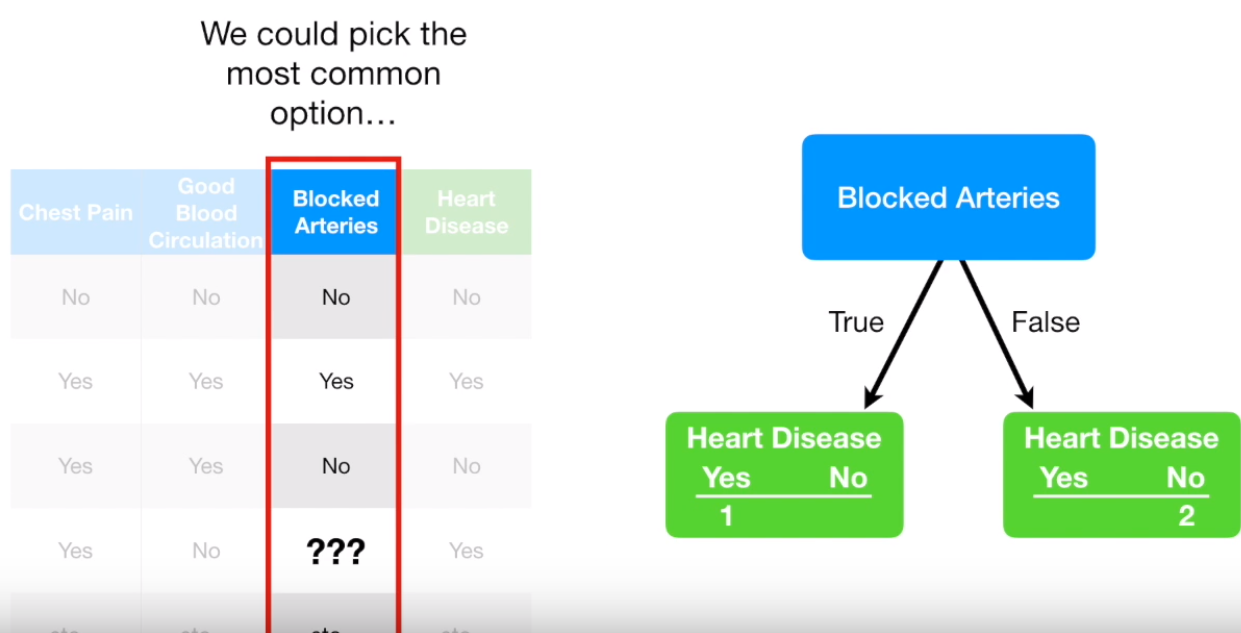 We could pick the
most common
option…
Chest Pain
Good
Blood
Circulation
Blocked
Arteries
Heart
Disease
No No No No
Yes Yes Yes Yes
Yes Yes No No
Yes No ??? Yes
Blocked Arteries
True False
Heart Disease
Yes No
1
Heart Disease
Yes No
2